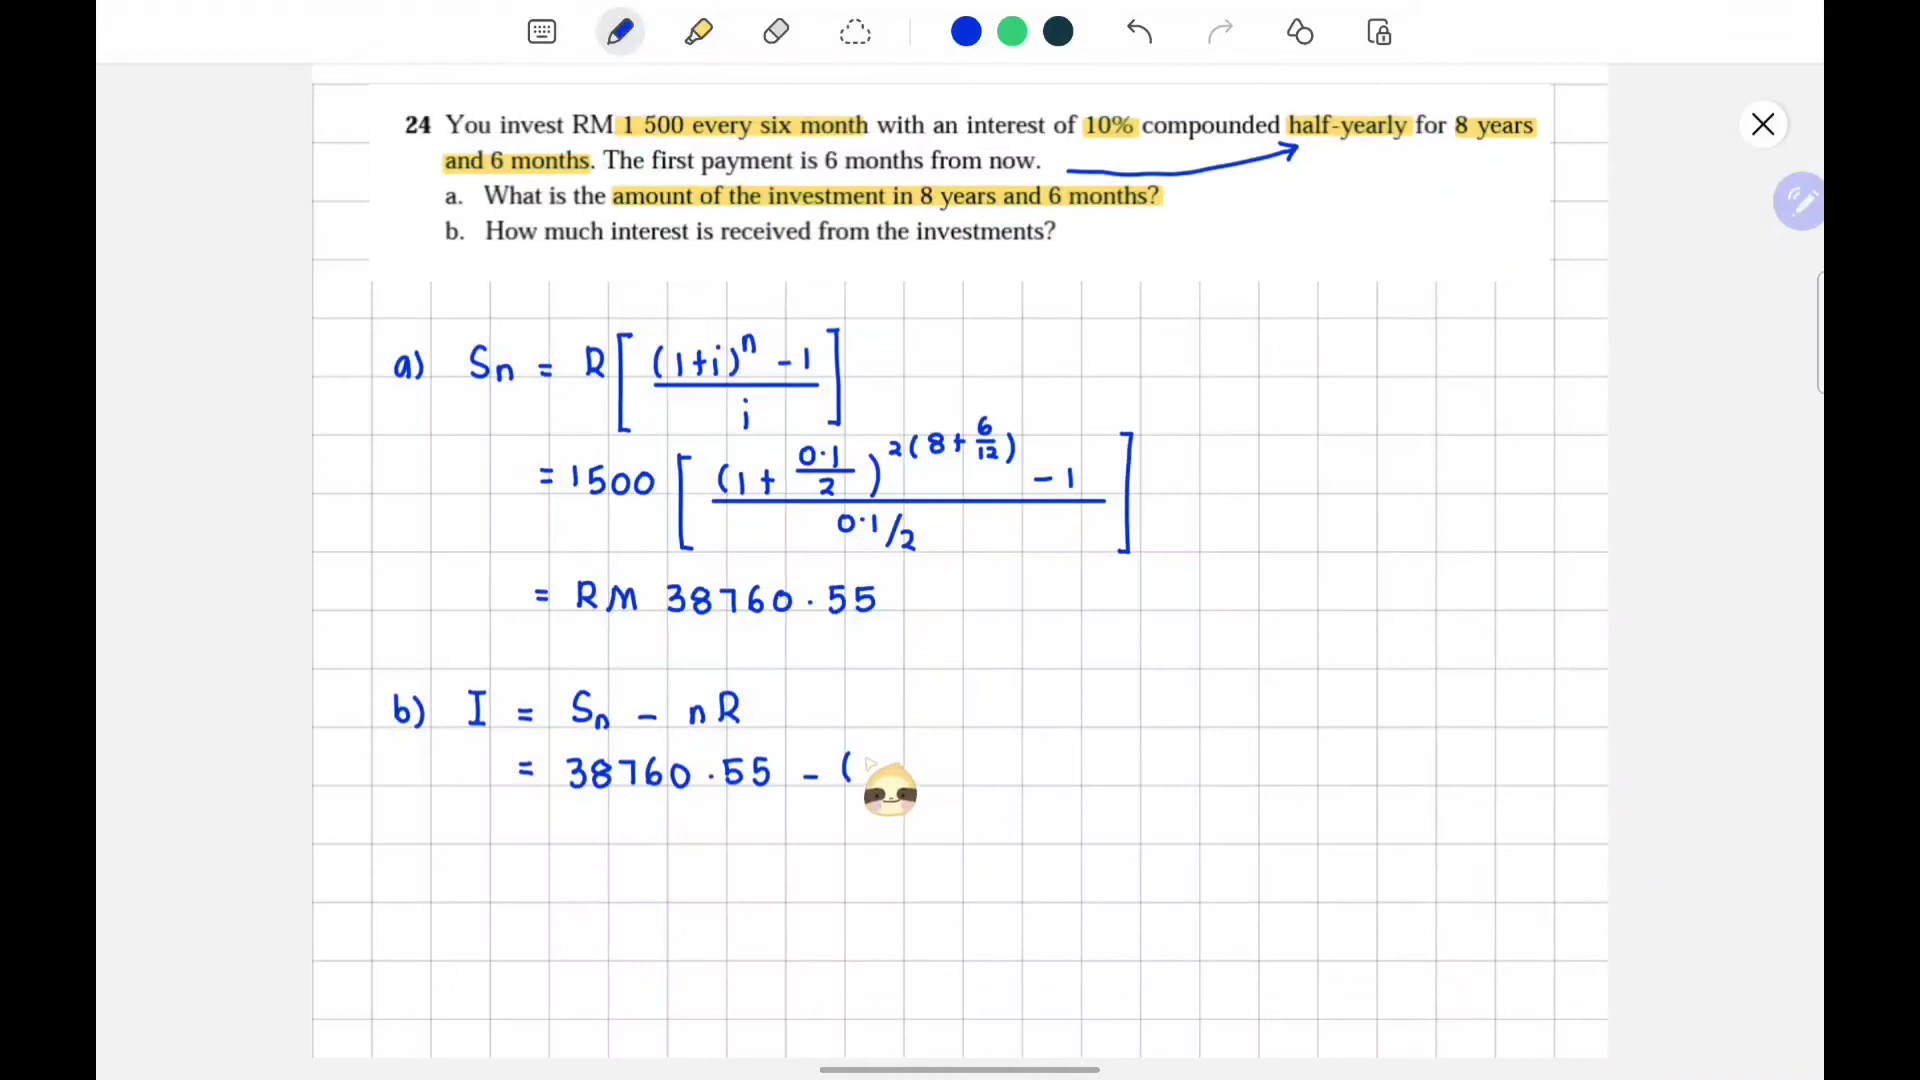 24 You invest RM 1 500 every six month with an interest of 10% compounded half-yearly for 8 years
and 6 months. The first payment is 6 months from now.
a. What is the amount of the investment in 8 years and 6 months?
b. How much interest is received from the investments?
a) Sn = R[ (1+i)^n - 1 / i ]
= 1500 [ (1 + 0.1/2)^2(8 + 6/12) - 1 / 0.1/2 ]
= RM 38760.55
b) I = Sn - nR
= 38760.55 - (